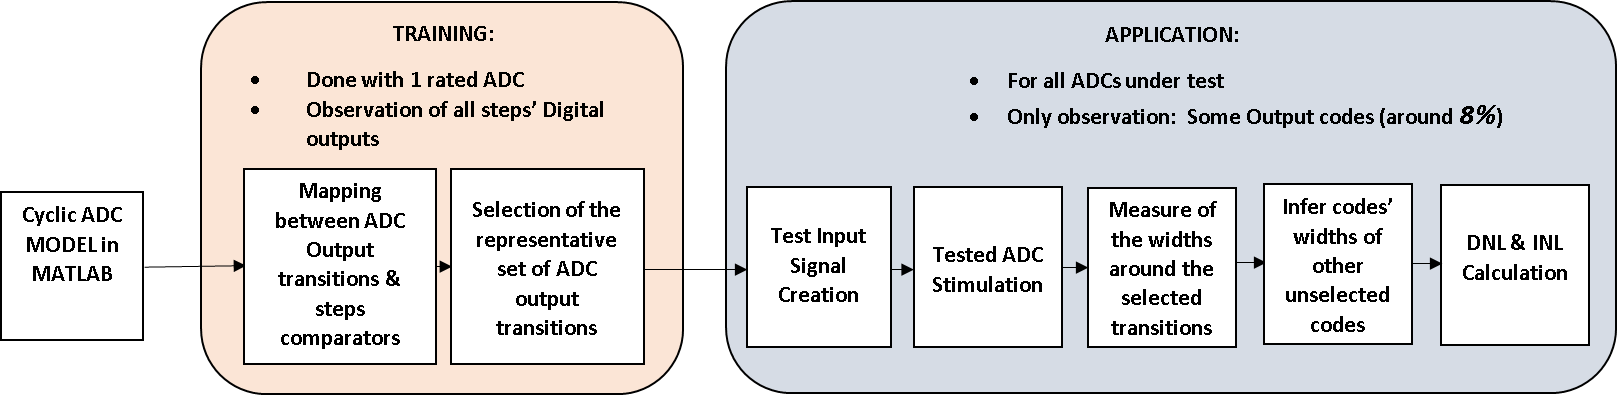 Cyclic ADC
MODEL in
MATLAB
TRAINING:
• Done with 1 rated ADC
• Observation of all steps’ Digital
outputs
Mapping
between ADC
Output
transitions &
steps
comparators
Selection of the
representative
set of ADC
output
transitions
APPLICATION:
• For all ADCs under test
• Only observation: Some Output codes (around 8%)
Test Input
Signal
Creation
Tested ADC
Stimulation
Measure of
the widths
around the
selected
transitions
Infer codes’
widths of
other
unselected
codes
DNL & INL
Calculation